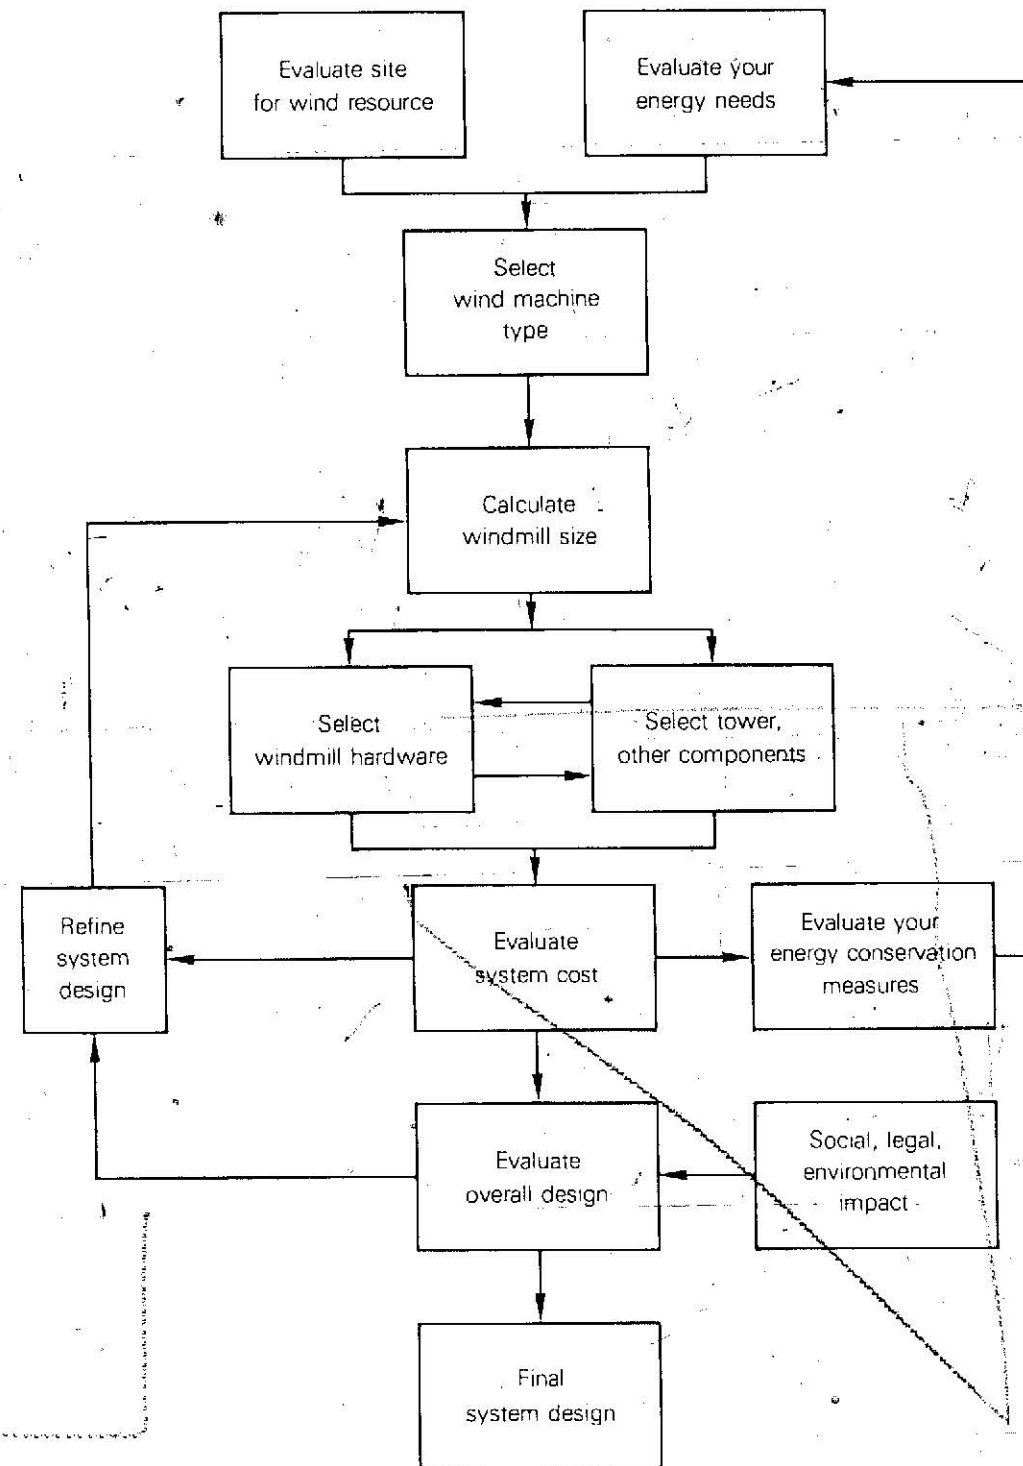 Evaluate site
for wind resource
Evaluate your
energy needs
Select
wind machine
type
Calculate
windmill size
Select
windmill hardware
Select tower,
other components
Refine
system
design
Evaluate
system cost
Evaluate your
energy conservation
measures
Evaluate
overall design
Social, legal,
environmental
impact
Final
system design